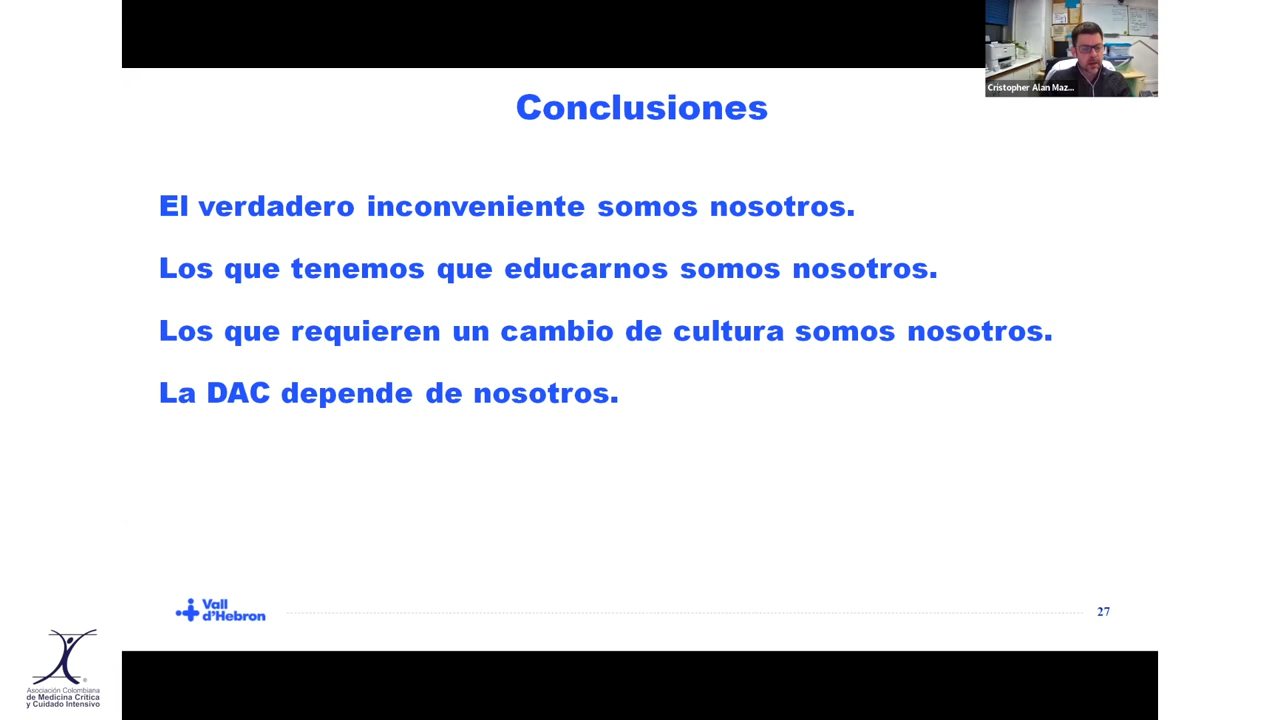 Cristopher Alan Maz...
Conclusiones
El verdadero inconveniente somos nosotros.
Los que tenemos que educarnos somos nosotros.
Los que requieren un cambio de cultura somos nosotros.
La DAC depende de nosotros.
Vall
d'Hebron
27
Asociación Colombiana
de Medicina Crítica
y Cuidado Intensivo